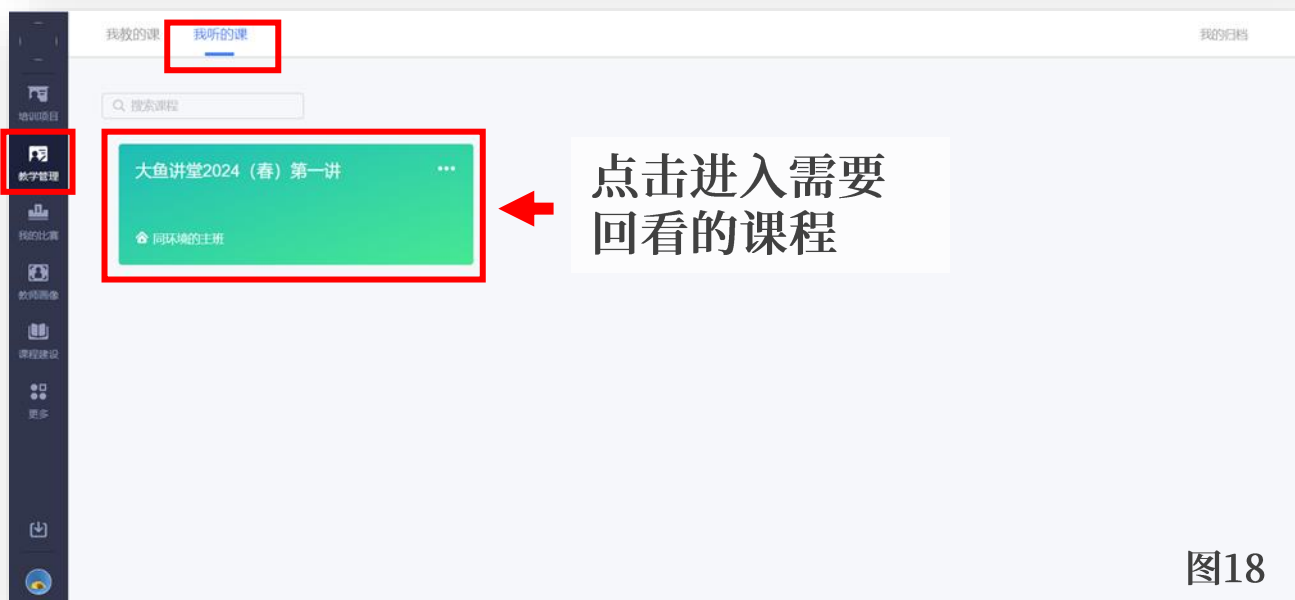 我教的课
我听的课
我的归档
培训项目
搜索课程
教学管理
大鱼讲堂2024（春）第一讲
点击进入需要
回看的课程
我的比赛
同环境的主班
教师画像
课程建设
更多
图18